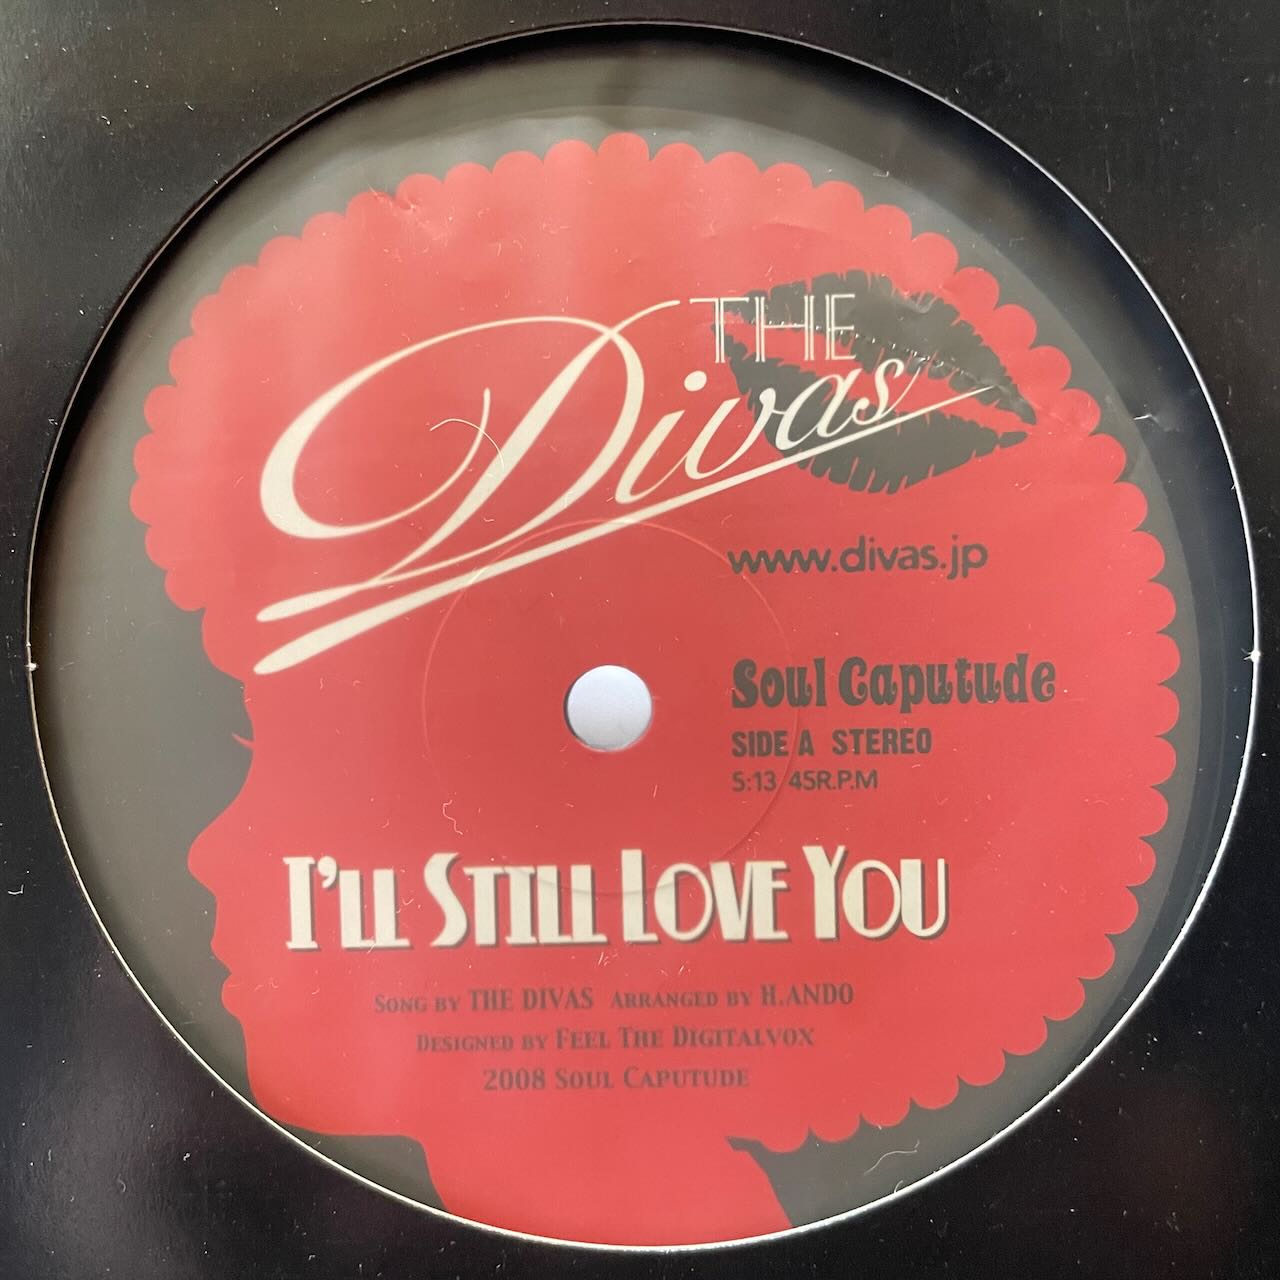 THE
Divas
www.divas.jp
Soul Caputude
SIDE A STEREO
5:13 45R.P.M
I'LL STILL LOVE YOU
SONG BY THE DIVAS ARRANGED BY H.ANDO
DESIGNED BY FEEL THE DIGITALVOX
2008 SOUL CAPUTUDE